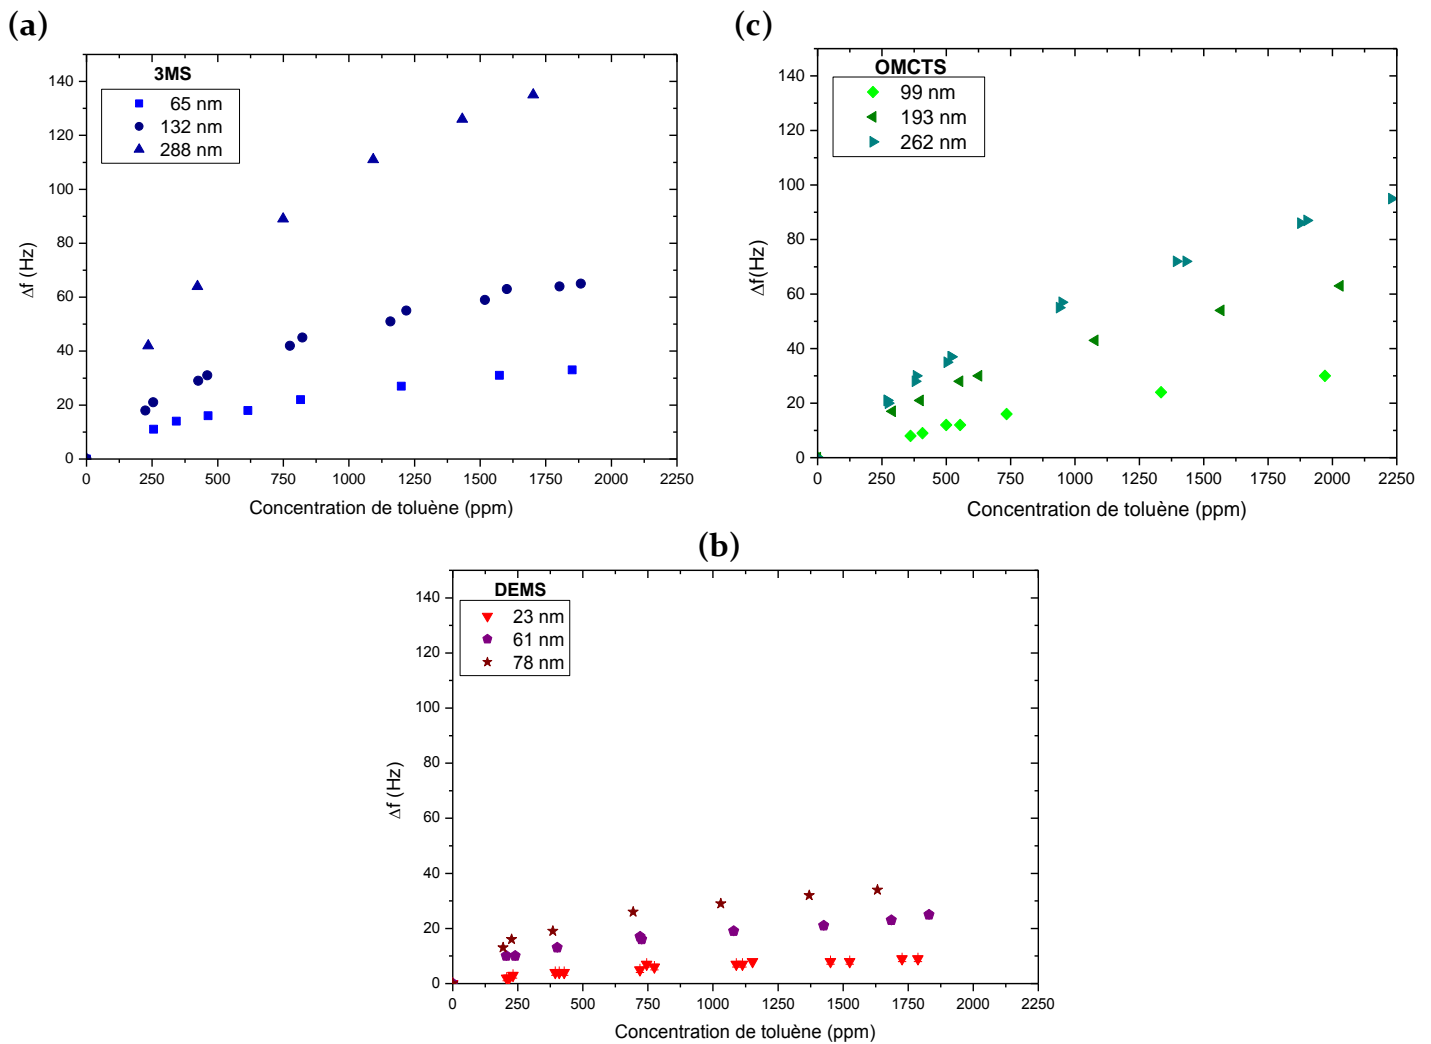 (a)
3MS
65 nm
132 nm
288 nm
140
120
100
80
60
40
20
0
Δf (Hz)
0 250 500 750 1000 1250 1500 1750 2000 2250
Concentration de toluène (ppm)
(c)
OMCTS
99 nm
193 nm
262 nm
140
120
100
80
60
40
20
0
Δf(Hz)
0 250 500 750 1000 1250 1500 1750 2000 2250
Concentration de toluène (ppm)
(b)
DEMS
23 nm
61 nm
78 nm
140
120
100
80
60
40
20
0
Δf (Hz)
0 250 500 750 1000 1250 1500 1750 2000 2250
Concentration de toluène (ppm)